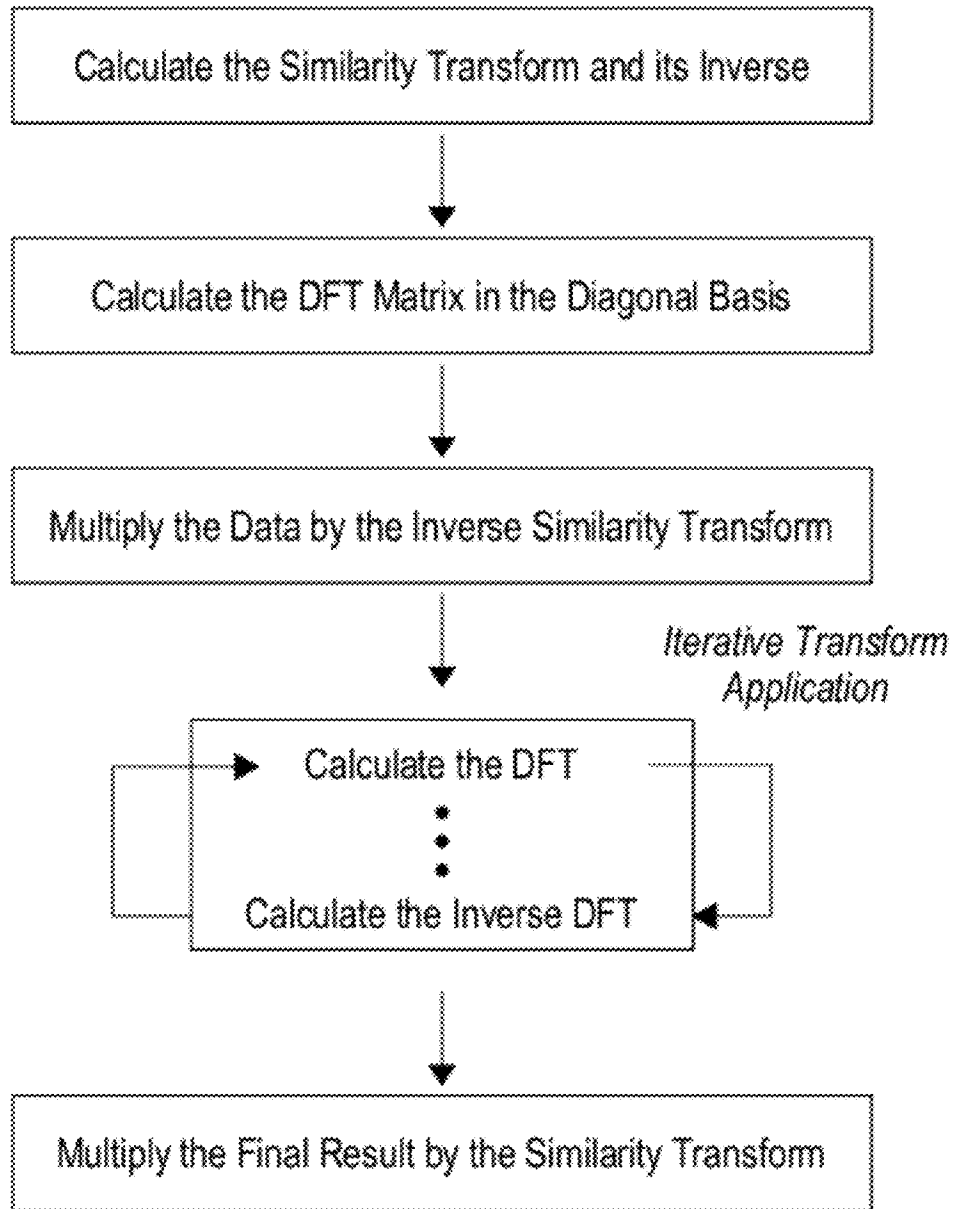 Calculate the Similarity Transform and its Inverse
Calculate the DFT Matrix in the Diagonal Basis
Multiply the Data by the Inverse Similarity Transform
Iterative Transform
Application
Calculate the DFT
Calculate the Inverse DFT
Multiply the Final Result by the Similarity Transform